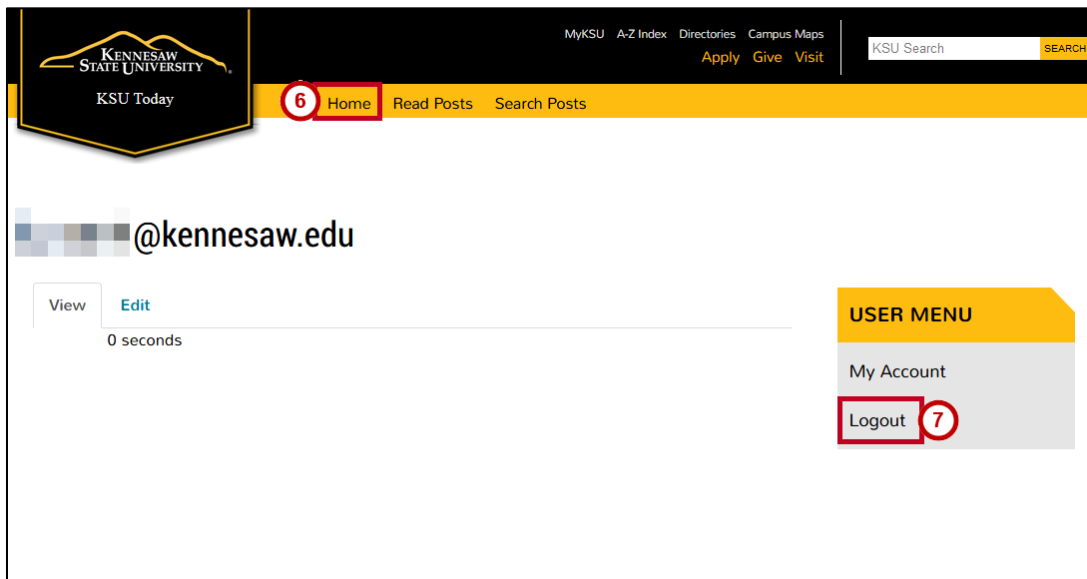 KENNESAW
STATE UNIVERSITY
KSU Today
MyKSU A-Z Index Directories Campus Maps
Apply Give Visit
KSU Search SEARCH
6 Home Read Posts Search Posts
@kennesaw.edu
View Edit
0 seconds
USER MENU
My Account
Logout 7